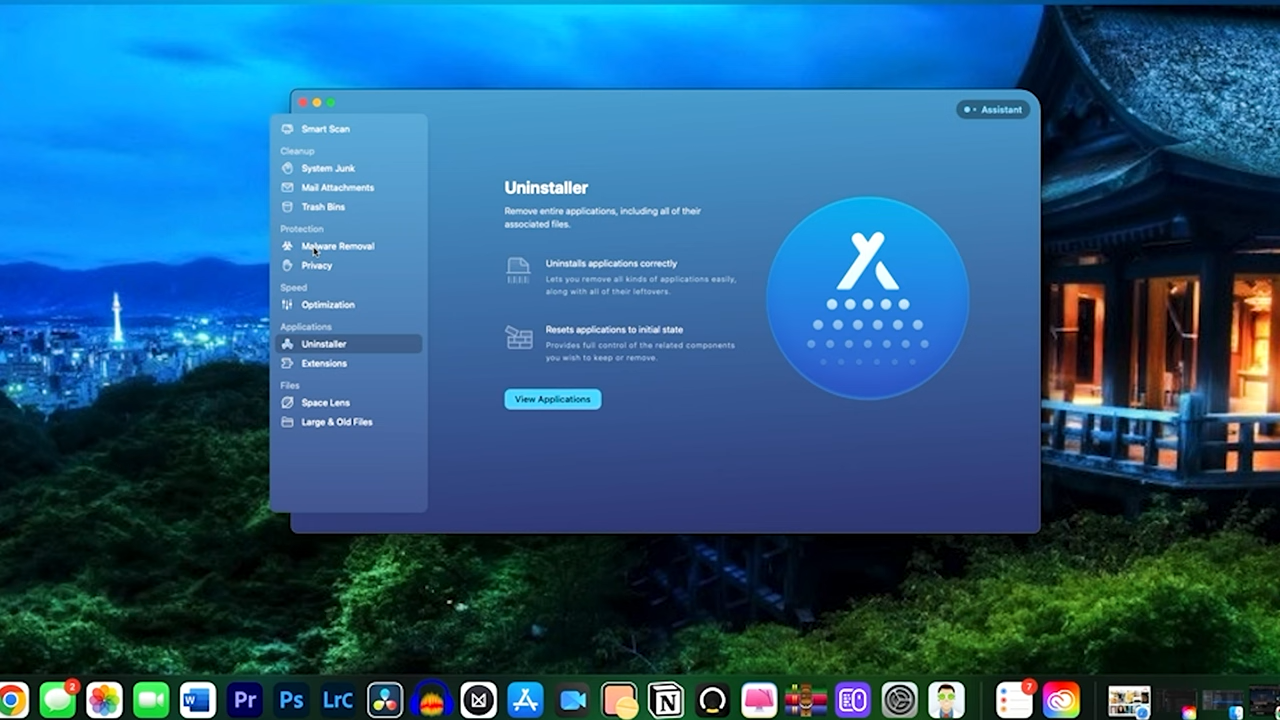 Assistant
Smart Scan
Cleanup
System Junk
Mail Attachments
Trash Bins
Protection
Malware Removal
Privacy
Speed
Optimization
Applications
Uninstaller
Extensions
Files
Space Lens
Large & Old Files
Uninstaller
Remove entire applications, including all of their
associated files.
Uninstalls applications correctly
Lets you remove all kinds of applications easily,
along with all of their leftovers.
Resets applications to initial state
Provides full control of the related components
you wish to keep or remove.
View Applications
2
W
Pr
Ps
LrC
N
7